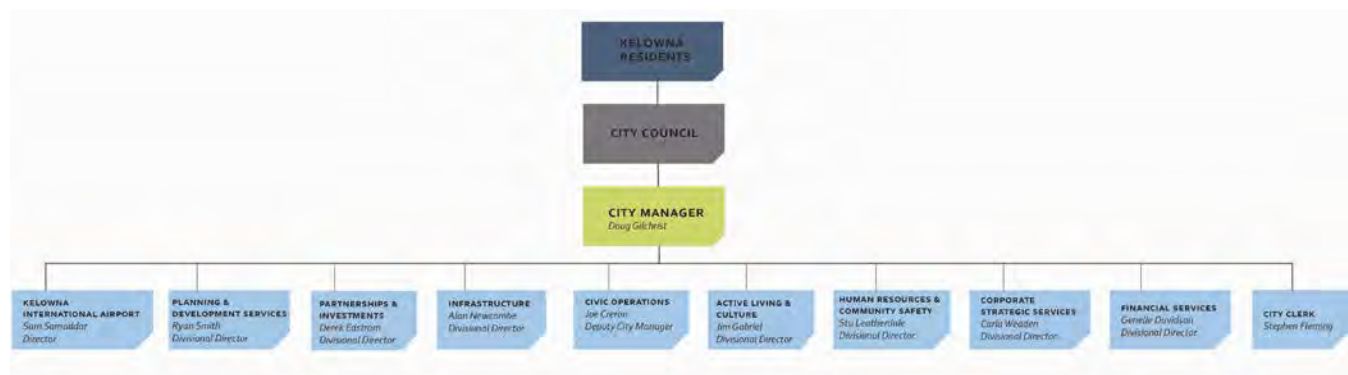 KELOWNA
RESIDENTS
CITY COUNCIL
CITY MANAGER
Doug Gilchrist
KELOWNA
INTERNATIONAL AIRPORT
Sam Samaddar
Director
PLANNING &
DEVELOPMENT SERVICES
Ryan Smith
Divisional Director
PARTNERSHIPS &
INVESTMENTS
Derek Edstrom
Divisional Director
INFRASTRUCTURE
Alan Newcombe
Divisional Director
CIVIC OPERATIONS
Joe Creron
Deputy City Manager
ACTIVE LIVING &
CULTURE
Jim Gabriel
Divisional Director
HUMAN RESOURCES &
COMMUNITY SAFETY
Stu Leatherdale
Divisional Director
CORPORATE
STRATEGIC SERVICES
Carla Weaden
Divisional Director
FINANCIAL SERVICES
Genelle Davidson
Divisional Director
CITY CLERK
Stephen Fleming